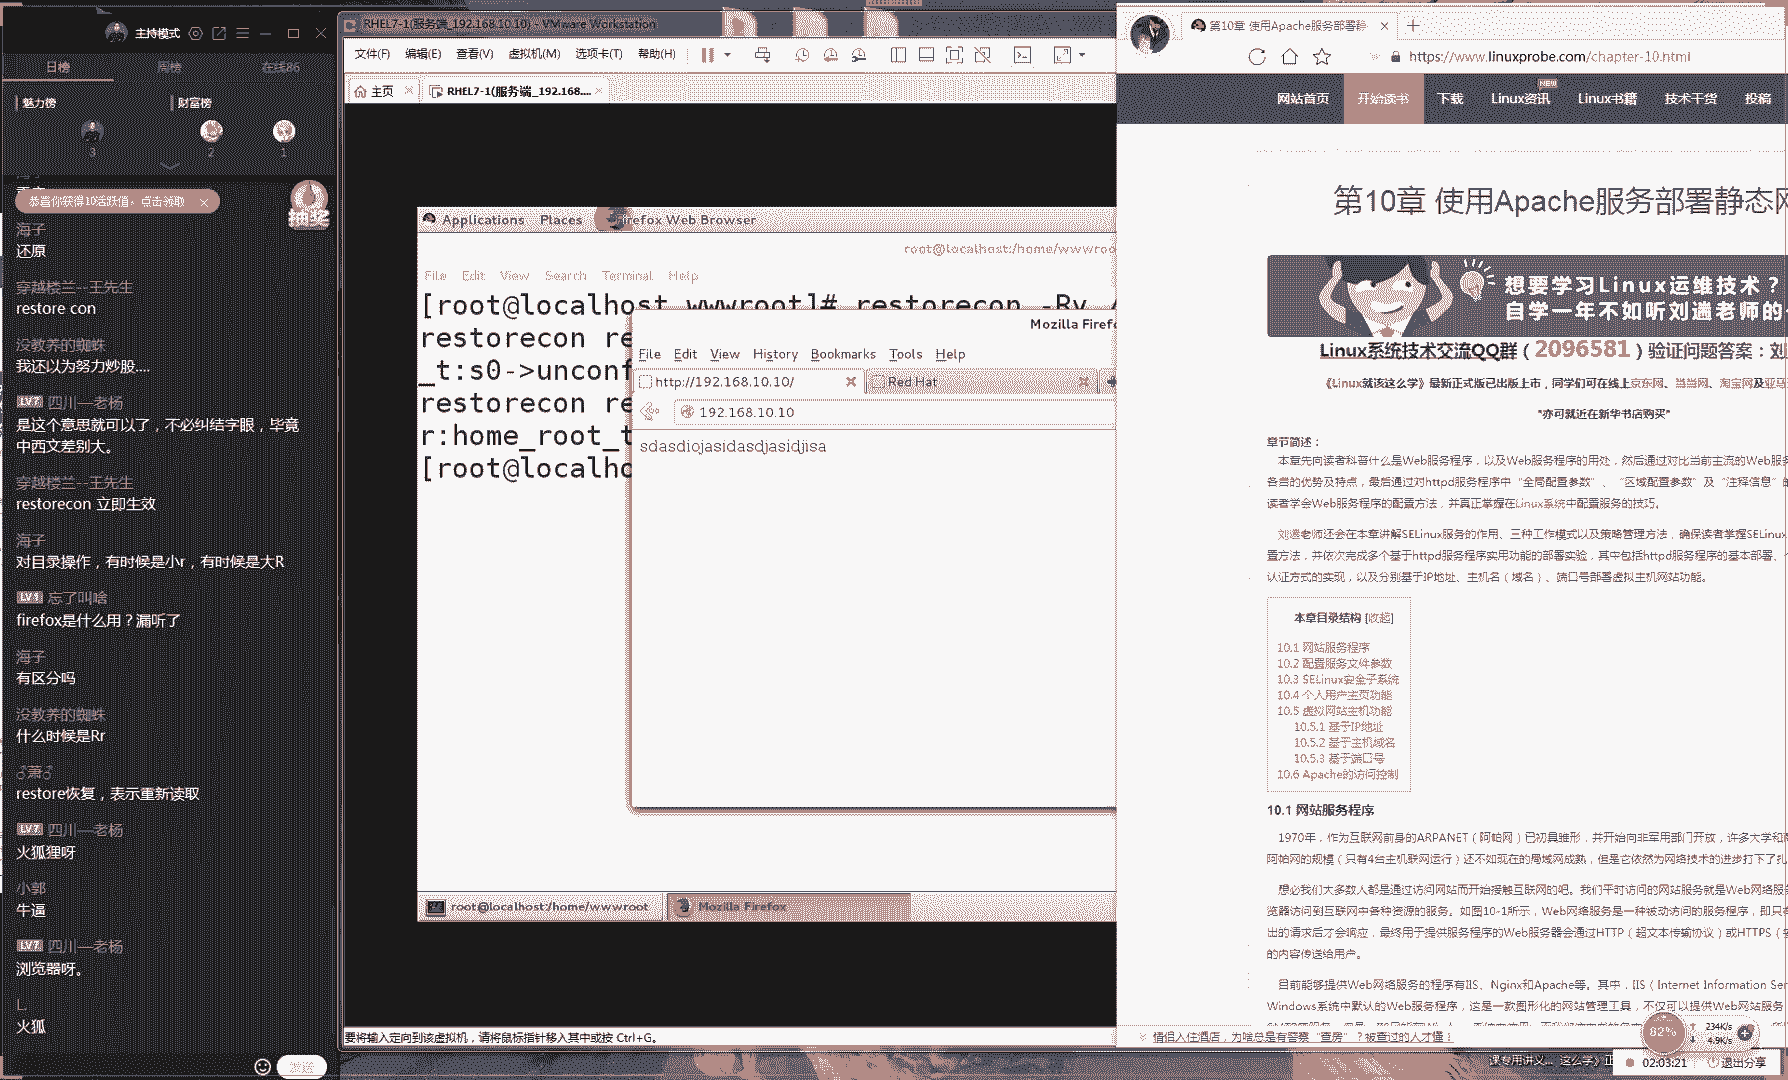 主持模式
日榜
周榜
在线86
魅力榜
财富榜
3
2
1
恭喜你获得10活跃值，点击领取
抽奖
海子
还原
穿越楼兰--王先生
restore con
没教养的蜘蛛
我还以为努力炒股....
LV7 四川—老杨
是这个意思就可以了，不必纠结字眼，毕竟
中西文差别大。
穿越楼兰--王先生
restorecon 立即生效
海子
对目录操作，有时候是小r，有时候是大R
LV1 忘了叫啥
firefox是什么用？漏听了
海子
有区分吗
没教养的蜘蛛
什么时候是Rr
♂萧♂
restore恢复，表示重新读取
LV7 四川—老杨
火狐狸呀
小郭
牛逼
LV7 四川—老杨
浏览器呀。
L
火狐
发送
RHEL7-1(服务端_192.168.10.10) - VMware Workstation
文件(F) 编辑(E) 查看(V) 虚拟机(M) 选项卡(T) 帮助(H)
主页
RHEL7-1(服务端_192.168....
Applications Places Firefox Web Browser
root@localhost:/home/wwwroo
File Edit View Search Terminal Help
[root@localhost wwwroot]# restorecon -Rv /
restorecon re
_t:s0->unconf
restorecon re
r:home_root_t
[root@localho
Mozilla Firefo
File Edit View History Bookmarks Tools Help
http://192.168.10.10/
Red Hat
192.168.10.10
sdasdiojasidasdjasidjisa
root@localhost:/home/wwwroot
Mozilla Firefox
要将输入定向到该虚拟机，请将鼠标指针移入其中或按 Ctrl+G。
第10章 使用Apache服务部署静
https://www.linuxprobe.com/chapter-10.html
网站首页 开始读书 下载 Linux资讯 Linux书籍 技术干货 投稿
NEW
第10章 使用Apache服务部署静态网
想要学习Linux运维技术？
自学一年不如听刘遄老师的
Linux系统技术交流QQ群（2096581）验证问题答案：刘
《Linux就该这么学》最新正式版已出版上市，同学们可在线上京东网、当当网、淘宝网及亚马
"亦可就近在新华书店购买"
章节简述：
本章先向读者科普什么是Web服务程序，以及Web服务程序的用处，然后通过对比当前主流的Web服务
各自的优势及特点，最后通过对httpd服务程序中“全局配置参数”、“区域配置参数”及“注释信息”的
读者学会Web服务程序的配置方法，并真正掌握在Linux系统中配置服务的技巧。
刘遄老师还会在本章讲解SELinux服务的作用、三种工作模式以及策略管理方法，确保读者掌握SELinux
置方法，并依次完成多个基于httpd服务程序实用功能的部署实验，其中包括httpd服务程序的基本部署、
认证方式的实现，以及分别基于IP地址、主机名（域名）、端口号部署虚拟主机网站功能。
本章目录结构 [收起]
10.1 网站服务程序
10.2 配置服务文件参数
10.3 SELinux安全子系统
10.4 个人用户主页功能
10.5 虚拟网站主机功能
10.5.1 基于IP地址
10.5.2 基于主机域名
10.5.3 基于端口号
10.6 Apache的访问控制
10.1 网站服务程序
1970年，作为互联网前身的ARPANET（阿帕网）已初具雏形，并开始向非军用部门开放，许多大学和商
阿帕网的规模（只有4台主机联网运行）还不如现在的局域网成熟，但是它依然为网络技术的进步打下了扎
想必我们大多数人都是通过访问网站而开始接触互联网的吧。我们平时访问的网站服务就是Web网络服务
览器访问到互联网中各种资源的服务。如图10-1所示，Web网络服务是一种被动访问的服务程序，即只有
出的请求后才会响应，最终用于提供服务程序的Web服务器会通过HTTP（超文本传输协议）或HTTPS（安
的内容传送给用户。
目前能够提供Web网络服务的程序有IIS、Nginx和Apache等。其中，IIS（Internet Information Ser
Windows系统中默认的Web服务程序，这是一款图形化的网站管理工具，不仅可以提供Web网站服务
情侣入住酒店，为啥总是有警察“查房”？被查过的人才懂！
82%
234K/s
4.9K/s
课专用讲义...
这么学》正
02:03:21
退出分享